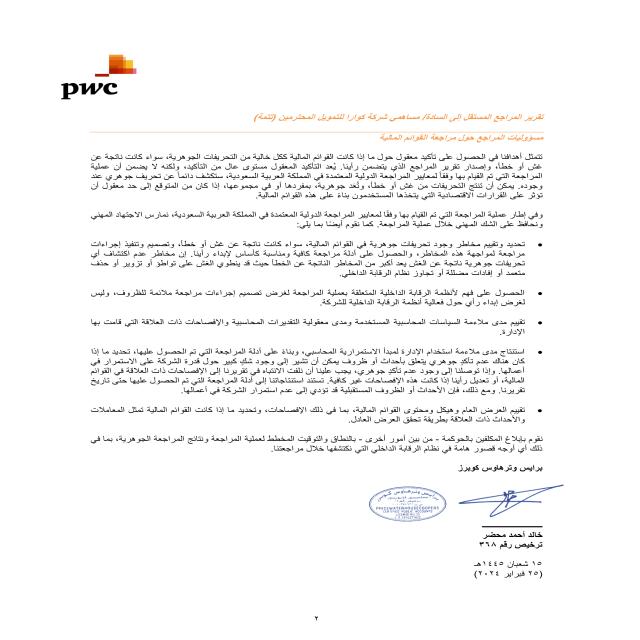 pwc
تقرير المراجع المستقل إلى السادة/ مساهمي شركة كوارا للتمويل المحترمين (تتمة)
مسؤوليات المراجع حول مراجعة القوائم المالية
تتمثل أهدافنا في الحصول على تأكيد معقول حول ما إذا كانت القوائم المالية ككل خالية من التحريفات الجوهرية، سواء كانت ناتجة عن
غش أو خطأ، وإصدار تقرير المراجع الذي يتضمن رأينا. يُعد التأكيد المعقول مستوى عال من التأكيد، ولكنه لا يضمن أن عملية
المراجعة التي تم القيام بها وفقاً لمعايير المراجعة الدولية المعتمدة في المملكة العربية السعودية، ستكشف دائماً عن تحريف جوهري عند
وجوده. يمكن أن تنتج التحريفات من غش أو خطأ، وتُعد جوهرية، بمفردها أو في مجموعها، إذا كان من المتوقع إلى حد معقول أن
تؤثر على القرارات الاقتصادية التي يتخذها المستخدمون بناءً على هذه القوائم المالية.
وفي إطار عملية المراجعة التي تم القيام بها وفقاً لمعايير المراجعة الدولية المعتمدة في المملكة العربية السعودية، نمارس الاجتهاد المهني
ونحافظ على الشك المهني خلال عملية المراجعة. كما نقوم أيضاً بما يلي:
• تحديد وتقييم مخاطر وجود تحريفات جوهرية في القوائم المالية، سواء كانت ناتجة عن غش أو خطأ، وتصميم وتنفيذ إجراءات
مراجعة لمواجهة هذه المخاطر، والحصول على أدلة مراجعة كافية ومناسبة كأساس لإبداء رأينا. إن مخاطر عدم اكتشاف أي
تحريفات جوهرية ناتجة عن الغش يعد أكبر من المخاطر الناتجة عن الخطأ حيث قد ينطوي الغش على تواطؤ أو تزوير أو حذف
متعمد أو إفادات مضللة أو تجاوز نظام الرقابة الداخلي.
• الحصول على فهم لأنظمة الرقابة الداخلية المتعلقة بعملية المراجعة لغرض تصميم إجراءات مراجعة ملائمة للظروف، وليس
لغرض إبداء رأي حول فعالية أنظمة الرقابة الداخلية للشركة.
• تقييم مدى ملاءمة السياسات المحاسبية المستخدمة ومدى معقولية التقديرات المحاسبية والإفصاحات ذات العلاقة التي قامت بها
الإدارة.
• استنتاج مدى ملاءمة استخدام الإدارة لمبدأ الاستمرارية المحاسبي، وبناءً على أدلة المراجعة التي تم الحصول عليها، تحديد ما إذا
كان هناك عدم تأكد جوهري يتعلق بأحداث أو ظروف يمكن أن تشير إلى وجود شك كبير حول قدرة الشركة على الاستمرار في
أعمالها. وإذا توصلنا إلى وجود عدم تأكد جوهري، يجب علينا أن نلفت الانتباه في تقريرنا إلى الإفصاحات ذات العلاقة في القوائم
المالية، أو تعديل رأينا إذا كانت هذه الإفصاحات غير كافية. تستند استنتاجاتنا إلى أدلة المراجعة التي تم الحصول عليها حتى تاريخ
تقريرنا. ومع ذلك، فإن الأحداث أو الظروف المستقبلية قد تؤدي إلى عدم استمرار الشركة في أعمالها.
• تقييم العرض العام وهيكل ومحتوى القوائم المالية، بما في ذلك الإفصاحات، وتحديد ما إذا كانت القوائم المالية تمثل المعاملات
والأحداث ذات العلاقة بطريقة تحقق العرض العادل.
نقوم بإبلاغ المكلفين بالحوكمة - من بين أمور أخرى - بالنطاق والتوقيت المخطط لعملية المراجعة ونتائج المراجعة الجوهرية، بما في
ذلك أي أوجه قصور هامة في نظام الرقابة الداخلي التي نكتشفها خلال مراجعتنا.
برايس وترهاوس كوبرز
PRICEWATERHOUSECOOPERS
CERTIFIED PUBLIC ACCOUNTANTS
خالد أحمد محضر
ترخيص رقم ٣٦٨
١٥ شعبان ١٤٤٥هـ
(٢٥ فبراير ٢٠٢٤)
٢